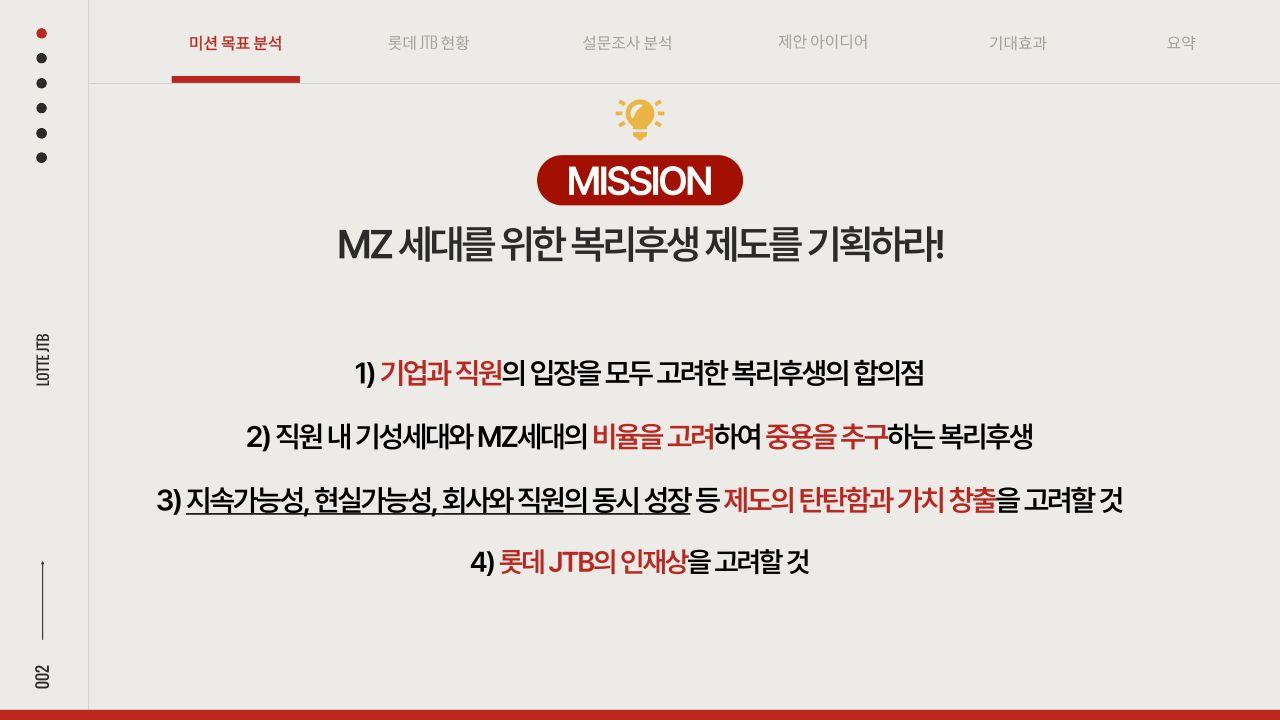 미션 목표 분석
롯데 JTB 현황
설문조사 분석
제안 아이디어
기대효과
요약
MISSION
MZ 세대를 위한 복리후생 제도를 기획하라!
1) 기업과 직원의 입장을 모두 고려한 복리후생의 합의점
2) 직원 내 기성세대와 MZ세대의 비율을 고려하여 중용을 추구하는 복리후생
3) 지속가능성, 현실가능성, 회사와 직원의 동시 성장 등 제도의 탄탄함과 가치 창출을 고려할 것
4) 롯데 JTB의 인재상을 고려할 것
LOTTE JTB
002